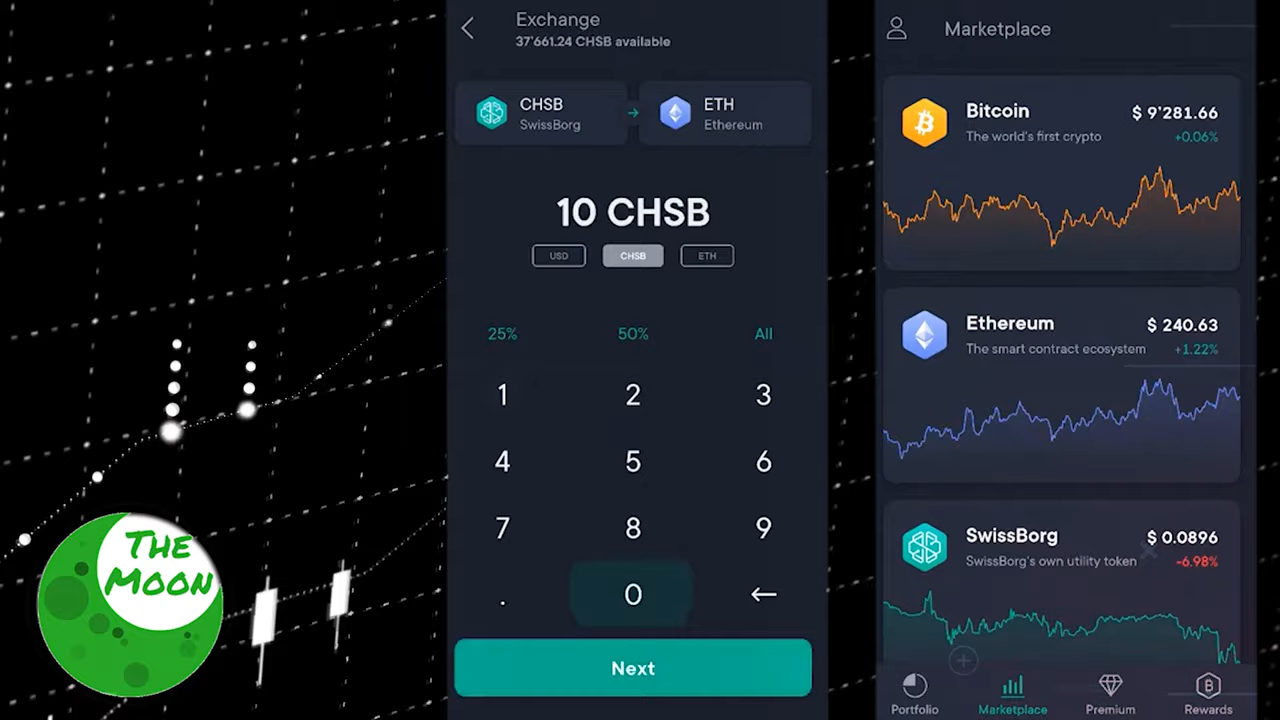 Exchange
37'661.24 CHSB available
CHSB
SwissBorg
ETH
Ethereum
10 CHSB
USD
CHSB
ETH
25%
50%
All
1
2
3
4
5
6
7
8
9
.
0
Next
Marketplace
Bitcoin
$ 9'281.66
The world's first crypto
+0.06%
Ethereum
$ 240.63
The smart contract ecosystem
+1.22%
SwissBorg
$ 0.0896
SwissBorg's own utility token
-6.98%
Portfolio
Marketplace
Premium
Rewards
THE
MOON